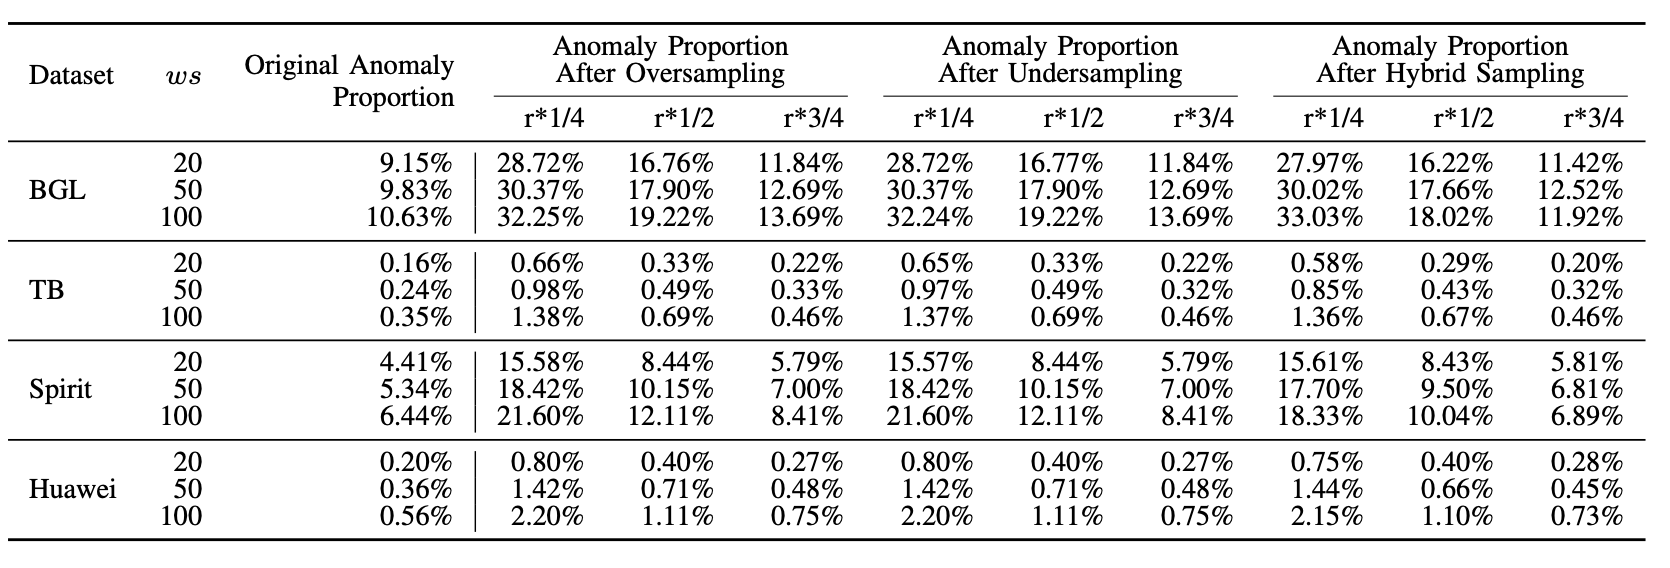 Dataset ws Original Anomaly Proportion Anomaly Proportion After Oversampling Anomaly Proportion After Undersampling Anomaly Proportion After Hybrid Sampling
r*1/4 r*1/2 r*3/4 r*1/4 r*1/2 r*3/4 r*1/4 r*1/2 r*3/4
BGL 20 9.15% 28.72% 16.76% 11.84% 28.72% 16.77% 11.84% 27.97% 16.22% 11.42%
50 9.83% 30.37% 17.90% 12.69% 30.37% 17.90% 12.69% 30.02% 17.66% 12.52%
100 10.63% 32.25% 19.22% 13.69% 32.24% 19.22% 13.69% 33.03% 18.02% 11.92%
TB 20 0.16% 0.66% 0.33% 0.22% 0.65% 0.33% 0.22% 0.58% 0.29% 0.20%
50 0.24% 0.98% 0.49% 0.33% 0.97% 0.49% 0.32% 0.85% 0.43% 0.32%
100 0.35% 1.38% 0.69% 0.46% 1.37% 0.69% 0.46% 1.36% 0.67% 0.46%
Spirit 20 4.41% 15.58% 8.44% 5.79% 15.57% 8.44% 5.79% 15.61% 8.43% 5.81%
50 5.34% 18.42% 10.15% 7.00% 18.42% 10.15% 7.00% 17.70% 9.50% 6.81%
100 6.44% 21.60% 12.11% 8.41% 21.60% 12.11% 8.41% 18.33% 10.04% 6.89%
Huawei 20 0.20% 0.80% 0.40% 0.27% 0.80% 0.40% 0.27% 0.75% 0.40% 0.28%
50 0.36% 1.42% 0.71% 0.48% 1.42% 0.71% 0.48% 1.44% 0.66% 0.45%
100 0.56% 2.20% 1.11% 0.75% 2.20% 1.11% 0.75% 2.15% 1.10% 0.73%